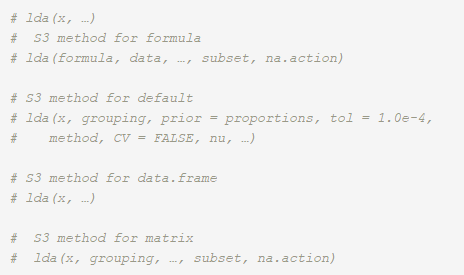 # lda(x, …)
#  S3 method for formula
# lda(formula, data, …, subset, na.action)
# S3 method for default
# lda(x, grouping, prior = proportions, tol = 1.0e-4,
#    method, CV = FALSE, nu, …)
# S3 method for data.frame
# lda(x, …)
#  S3 method for matrix
#  lda(x, grouping, …, subset, na.action)